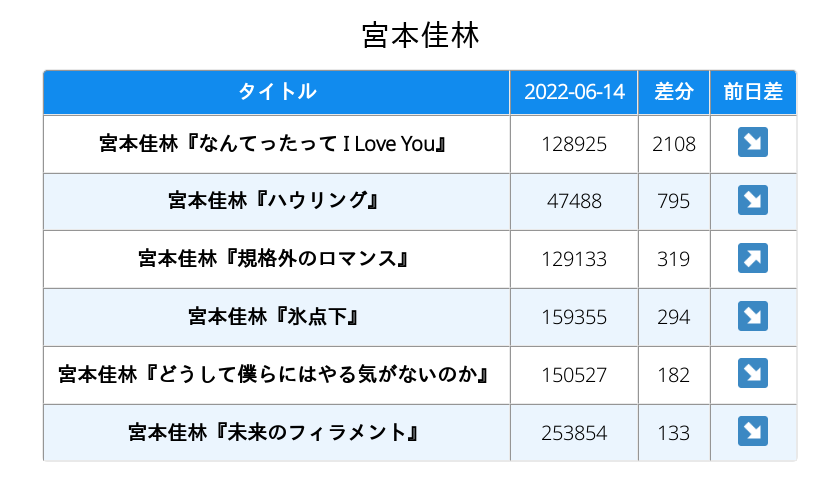 宮本佳林
タイトル 2022-06-14 差分 前日差
宮本佳林『なんてったって I Love You』 128925 2108 ↘
宮本佳林『ハウリング』 47488 795 ↘
宮本佳林『規格外のロマンス』 129133 319 ↗
宮本佳林『氷点下』 159355 294 ↘
宮本佳林『どうして僕らにはやる気がないのか』 150527 182 ↘
宮本佳林『未来のフィラメント』 253854 133 ↘